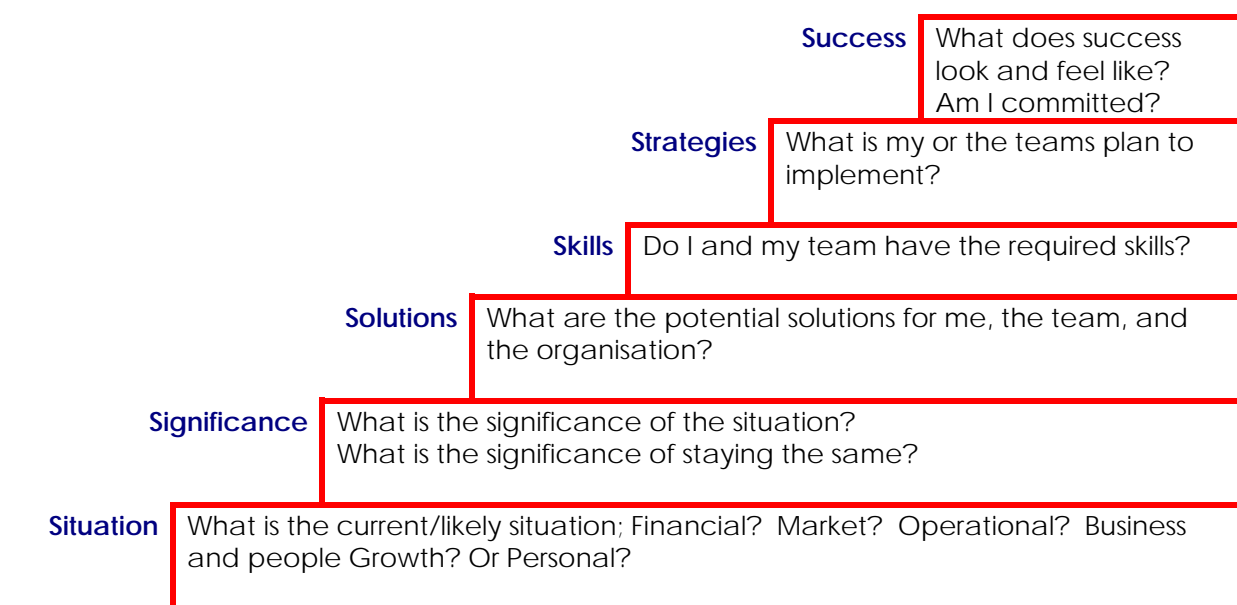 Success What does success
look and feel like?
Am I committed?
Strategies What is my or the teams plan to
implement?
Skills Do I and my team have the required skills?
Solutions What are the potential solutions for me, the team, and
the organisation?
Significance What is the significance of the situation?
What is the significance of staying the same?
Situation What is the current/likely situation; Financial? Market? Operational? Business
and people Growth? Or Personal?